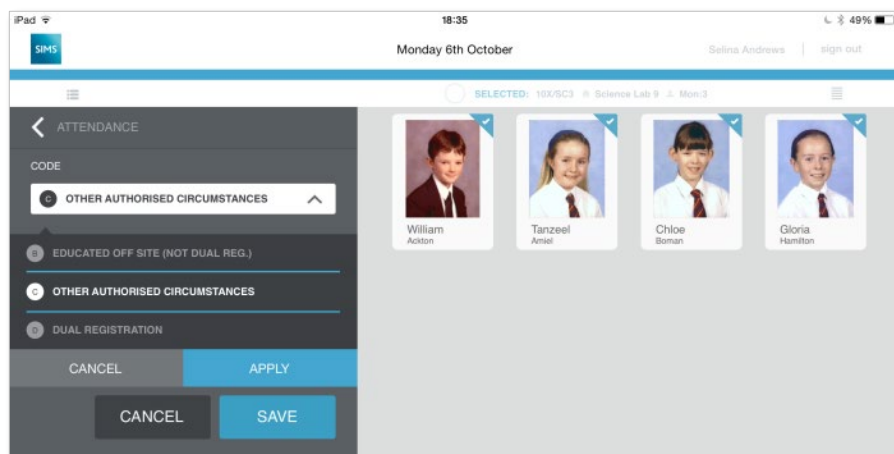 iPad 18:35 49%
SIMS Monday 6th October Selina Andrews | sign out
SELECTED: 10X/SC3 Science Lab 9 Mon:3
ATTENDANCE
CODE
C OTHER AUTHORISED CIRCUMSTANCES
B EDUCATED OFF SITE (NOT DUAL REG.)
C OTHER AUTHORISED CIRCUMSTANCES
D DUAL REGISTRATION
CANCEL APPLY
CANCEL SAVE
William Tanzeel Chloe Gloria
Ackton Amiel Boman Hamilton